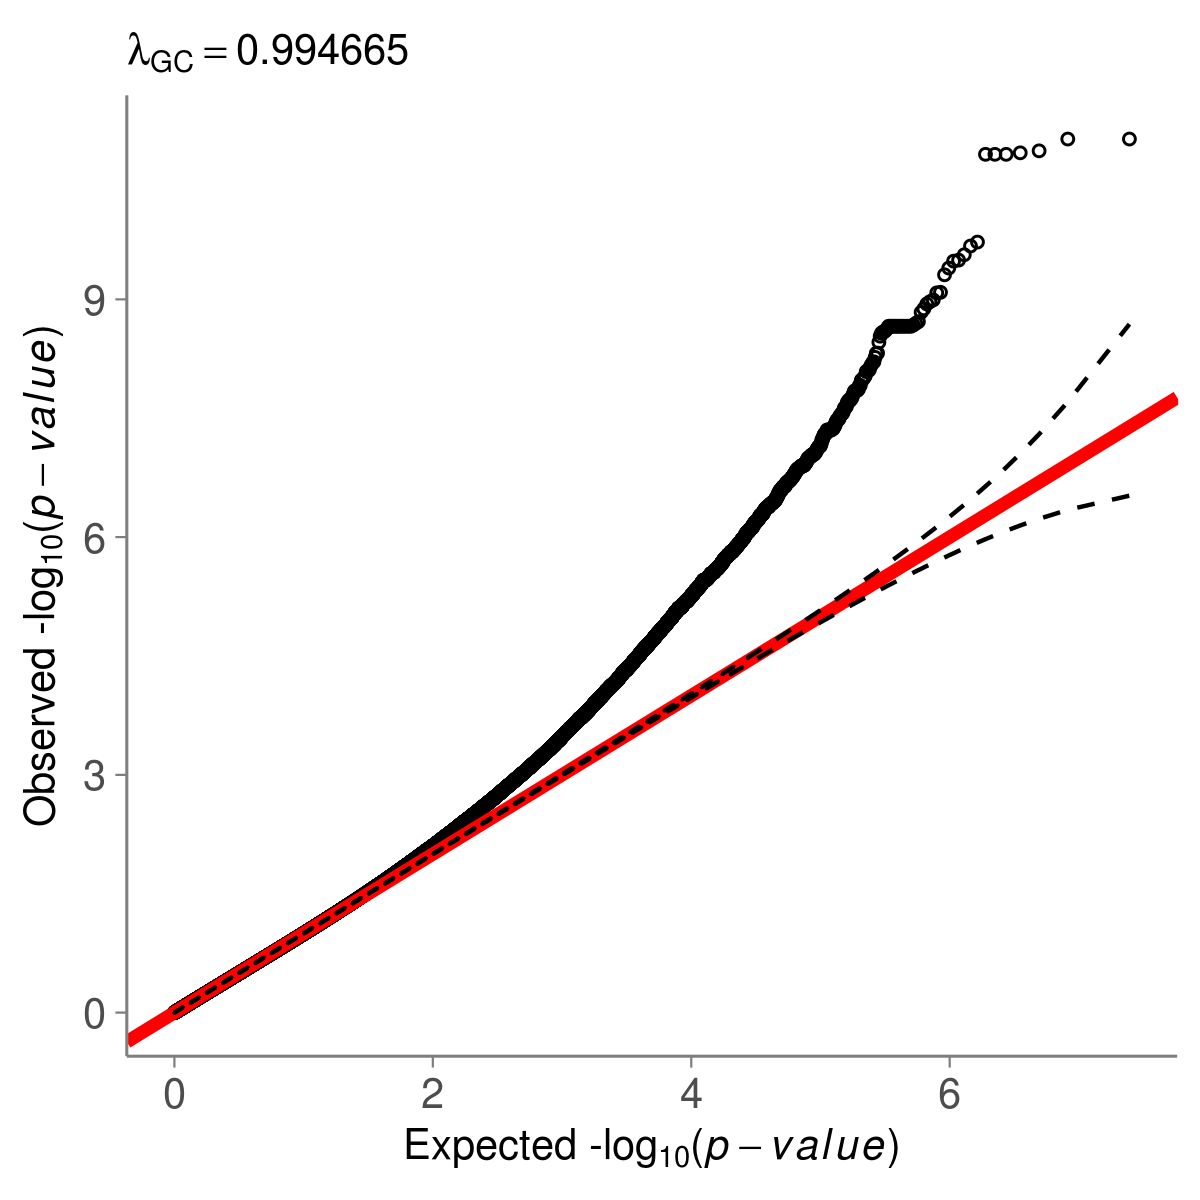 λGC = 0.994665
Observed -log10(p − value)
9
6
3
0
0 2 4 6
Expected -log10(p − value)